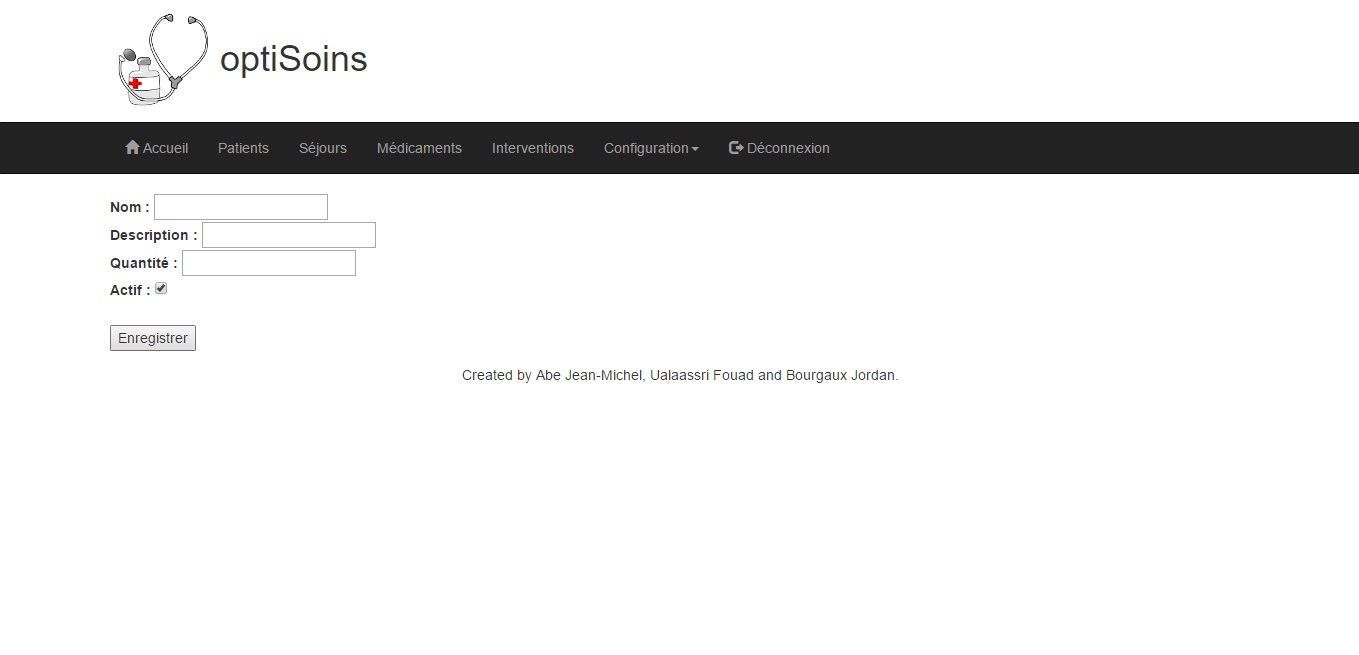 optiSoins
Accueil Patients Séjours Médicaments Interventions Configuration Déconnexion
Nom :
Description :
Quantité :
Actif :
Enregistrer
Created by Abe Jean-Michel, Ualaassri Fouad and Bourgaux Jordan.